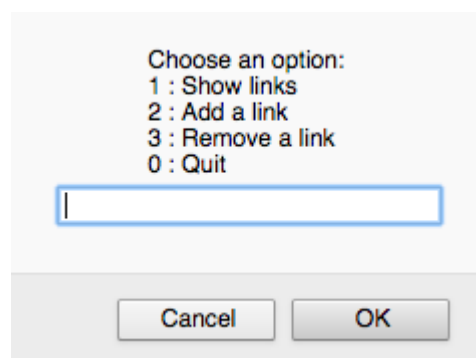 Choose an option:
1 : Show links
2 : Add a link
3 : Remove a link
0 : Quit
Cancel
OK